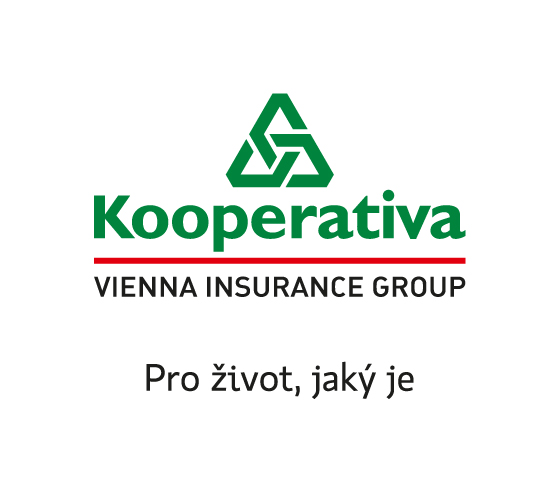 Kooperativa
VIENNA INSURANCE GROUP
Pro život, jaký je